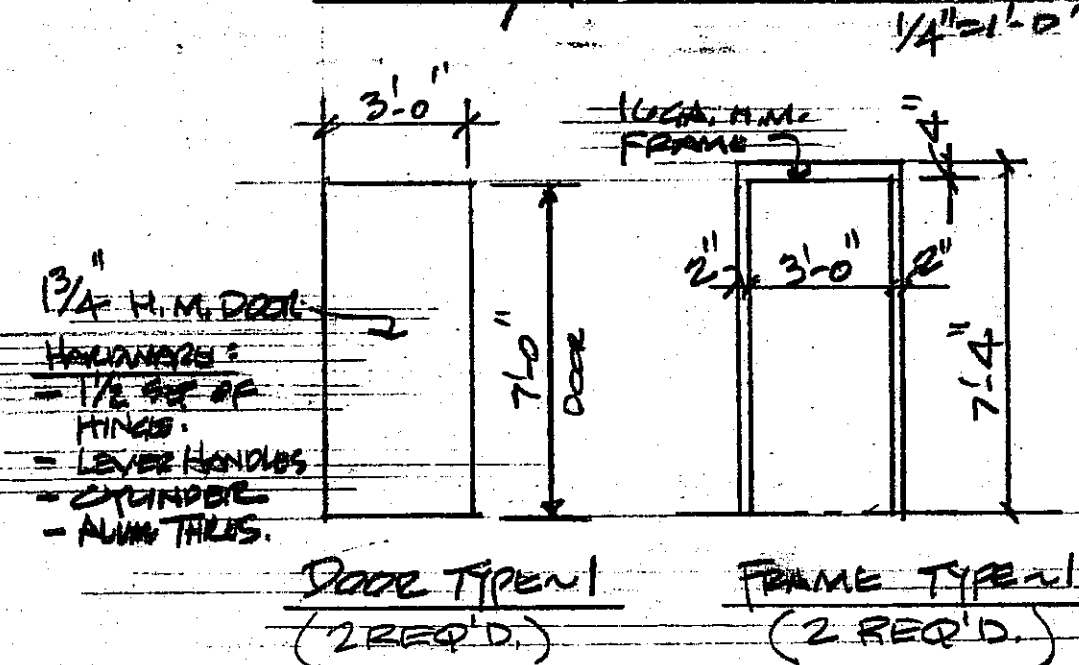 1/4"=1'-0"
3'-0"
16 GA. H.M.
FRAME
4"
2"
3'-0"
2"
1 3/4" H.M. DOOR
HARDWARE:
- 1 1/2 SET OF
HINGES.
- LEVER HANDLES
- CYLINDER
- ALUM THRES.
7'-0"
DOOR
7'-4"
DOOR TYPE~1
(2 REQ'D.)
FRAME TYPE~1
(2 REQ'D.)